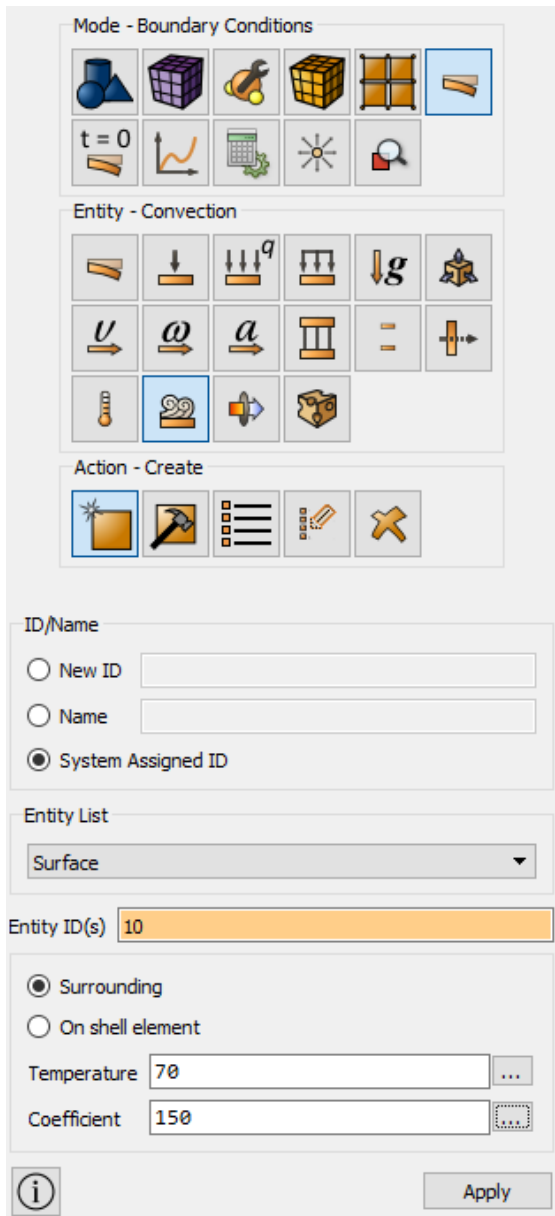 Mode - Boundary Conditions
t = 0
Entity - Convection
q
g
υ ω a
Action - Create
ID/Name
New ID
Name
System Assigned ID
Entity List
Surface
Entity ID(s) 10
Surrounding
On shell element
Temperature 70 ...
Coefficient 150 ...
i Apply